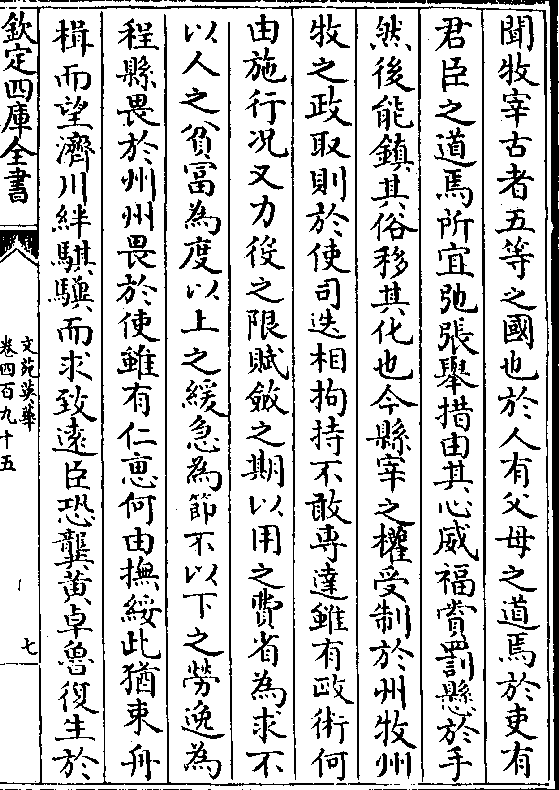 聞牧宰古者五等之國也於人有父母之道焉於吏有
君臣之道焉所宜弛張舉措由其心威福賞罰懸於手
然後能鎮其俗移其化也今縣宰之權受制於州牧州
牧之政取則於使司迭相拘持不敢專達雖有政術何
由施行况又力役之限賦斂之期以用之費省為求不
以人之貧富為度以上之緩急為節不以下之勞逸為
程縣畏於州州畏於使雖有仁恵何由撫綏此猶束舟
楫而望濟川絆騏驥而求致遠臣恐龔黄卓魯復生於
欽定四庫全書
文苑英華
卷四百九十五
七